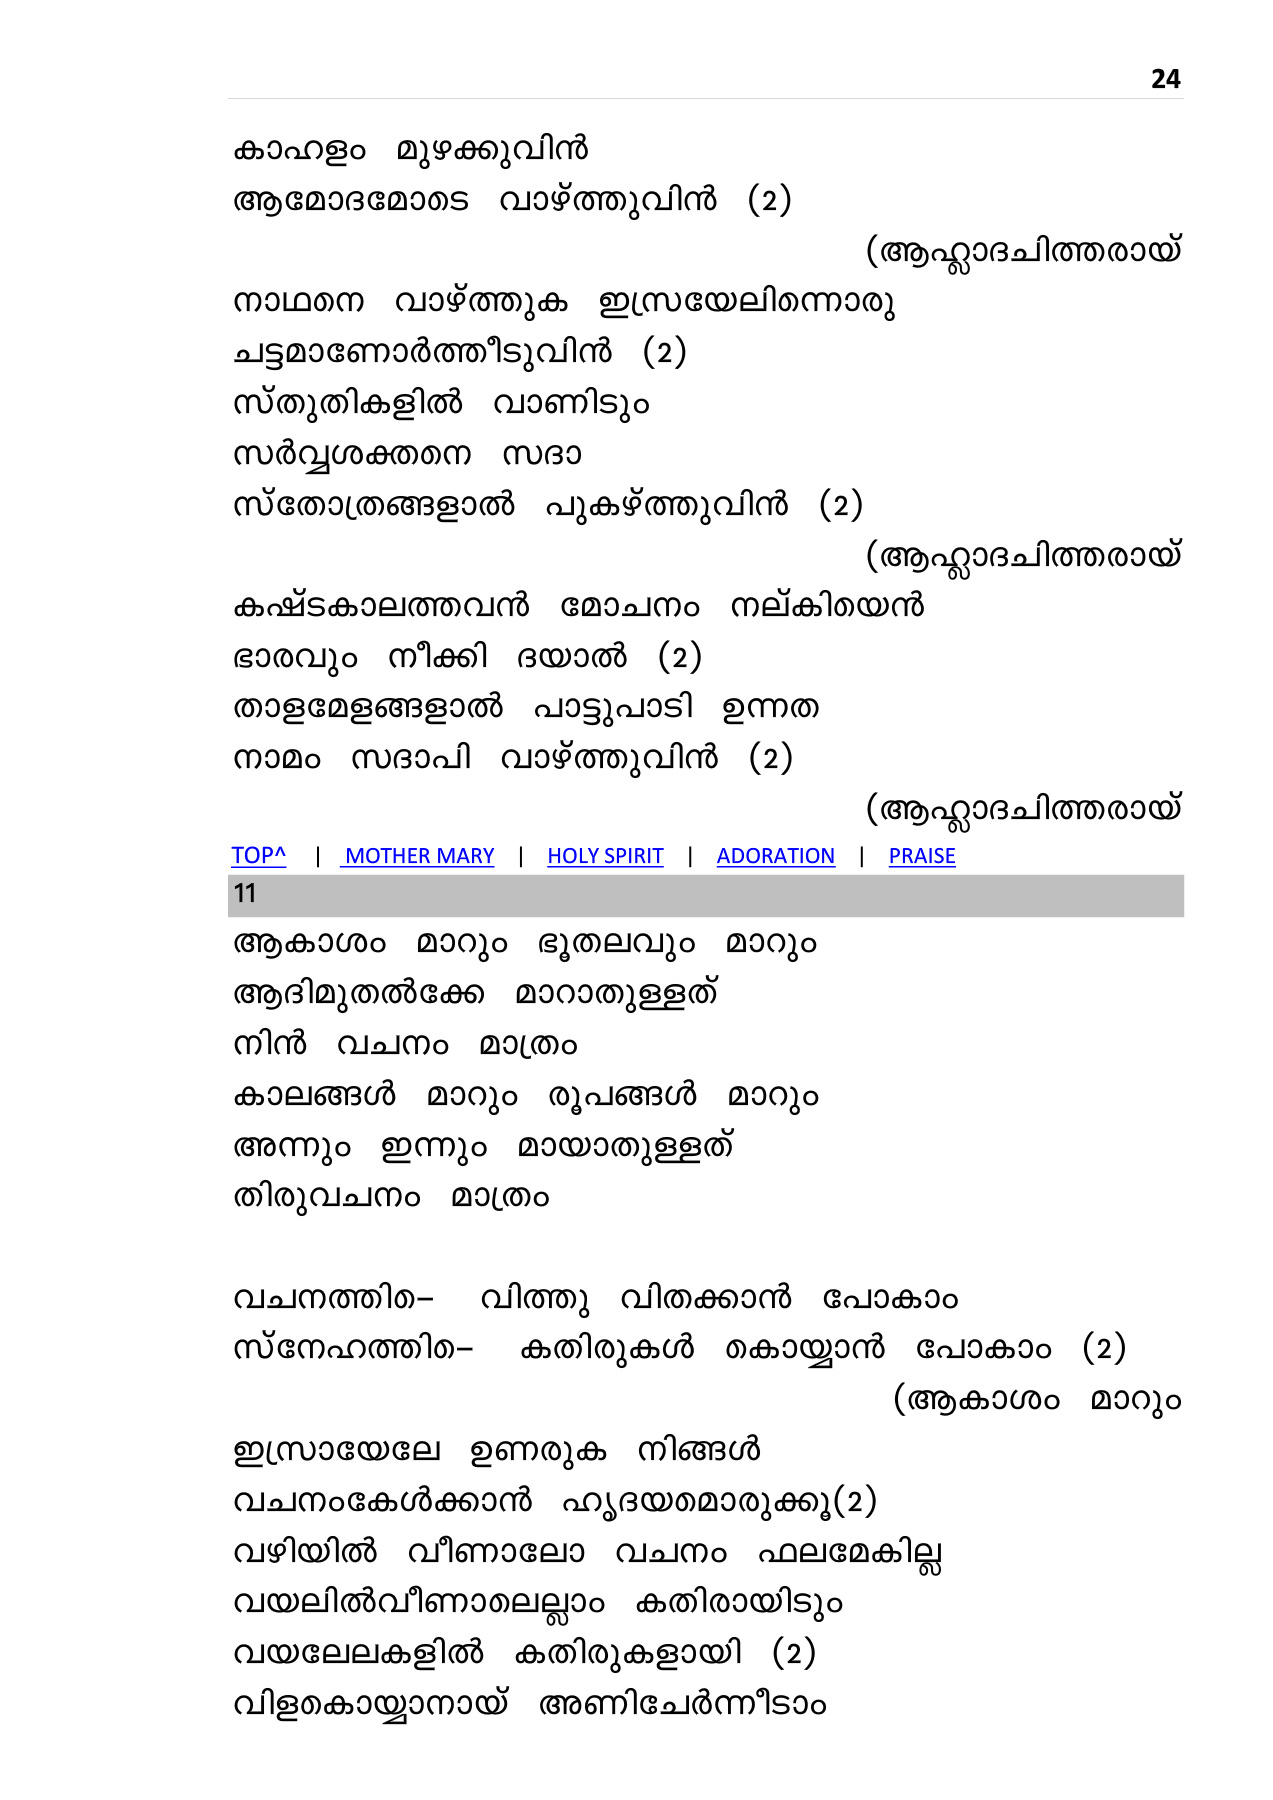 24
കാഹളം മുഴക്കുവിൻ
ആമോദമോടെ വാഴ്ത്തുവിൻ (2)
(ആഹ്ലാദചിത്തരായ്
നാഥനെ വാഴ്ത്തുക ഇസ്രയേലിന്നൊരു
ചട്ടമാണോർത്തീടുവിൻ (2)
സ്തുതികളിൽ വാണിടും
സർവ്വശക്തനെ സദാ
സ്തോത്രങ്ങളാൽ പുകഴ്ത്തുവിൻ (2)
(ആഹ്ലാദചിത്തരായ്
കഷ്ടകാലത്തവൻ മോചനം നല്കിയെൻ
ഭാരവും നീക്കി ദയാൽ (2)
താളമേളങ്ങളാൽ പാട്ടുപാടി ഉന്നത
നാമം സദാപി വാഴ്ത്തുവിൻ (2)
(ആഹ്ലാദചിത്തരായ്
TOP^ | MOTHER MARY | HOLY SPIRIT | ADORATION | PRAISE
11
ആകാശം മാറും ഭൂതലവും മാറും
ആദിമുതൽക്കേ മാറാതുള്ളത്
നിൻ വചനം മാത്രം
കാലങ്ങൾ മാറും രൂപങ്ങൾ മാറും
അന്നും ഇന്നും മായാതുള്ളത്
തിരുവചനം മാത്രം
വചനത്തിെ– വിത്തു വിതക്കാൻ പോകാം
സ്നേഹത്തിെ– കതിരുകൾ കൊയ്യാൻ പോകാം (2)
(ആകാശം മാറും
ഇസ്രായേലേ ഉണരുക നിങ്ങൾ
വചനംകേൾക്കാൻ ഹൃദയമൊരുക്കൂ(2)
വഴിയിൽ വീണാലോ വചനം ഫലമേകില്ല
വയലിൽവീണാലെല്ലാം കതിരായിടും
വയലേലകളിൽ കതിരുകളായി (2)
വിളകൊയ്യാനായ് അണിചേർന്നീടാം